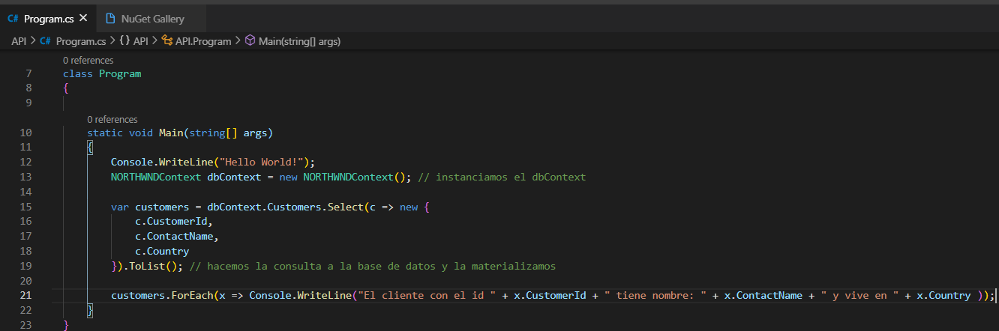 C# Program.cs × NuGet Gallery
API > C# Program.cs > {} API > API.Program > Main(string[] args)
0 references
7 class Program
8 {
9
0 references
10 static void Main(string[] args)
11 {
12 Console.WriteLine("Hello World!");
13 NORTHWNDContext dbContext = new NORTHWNDContext(); // instanciamos el dbContext
14
15 var customers = dbContext.Customers.Select(c => new {
16 c.CustomerId,
17 c.ContactName,
18 c.Country
19 }).ToList(); // hacemos la consulta a la base de datos y la materializamos
20
21 customers.ForEach(x => Console.WriteLine("El cliente con el id " + x.CustomerId + " tiene nombre: " + x.ContactName + " y vive en " + x.Country ));
22 }
23 }